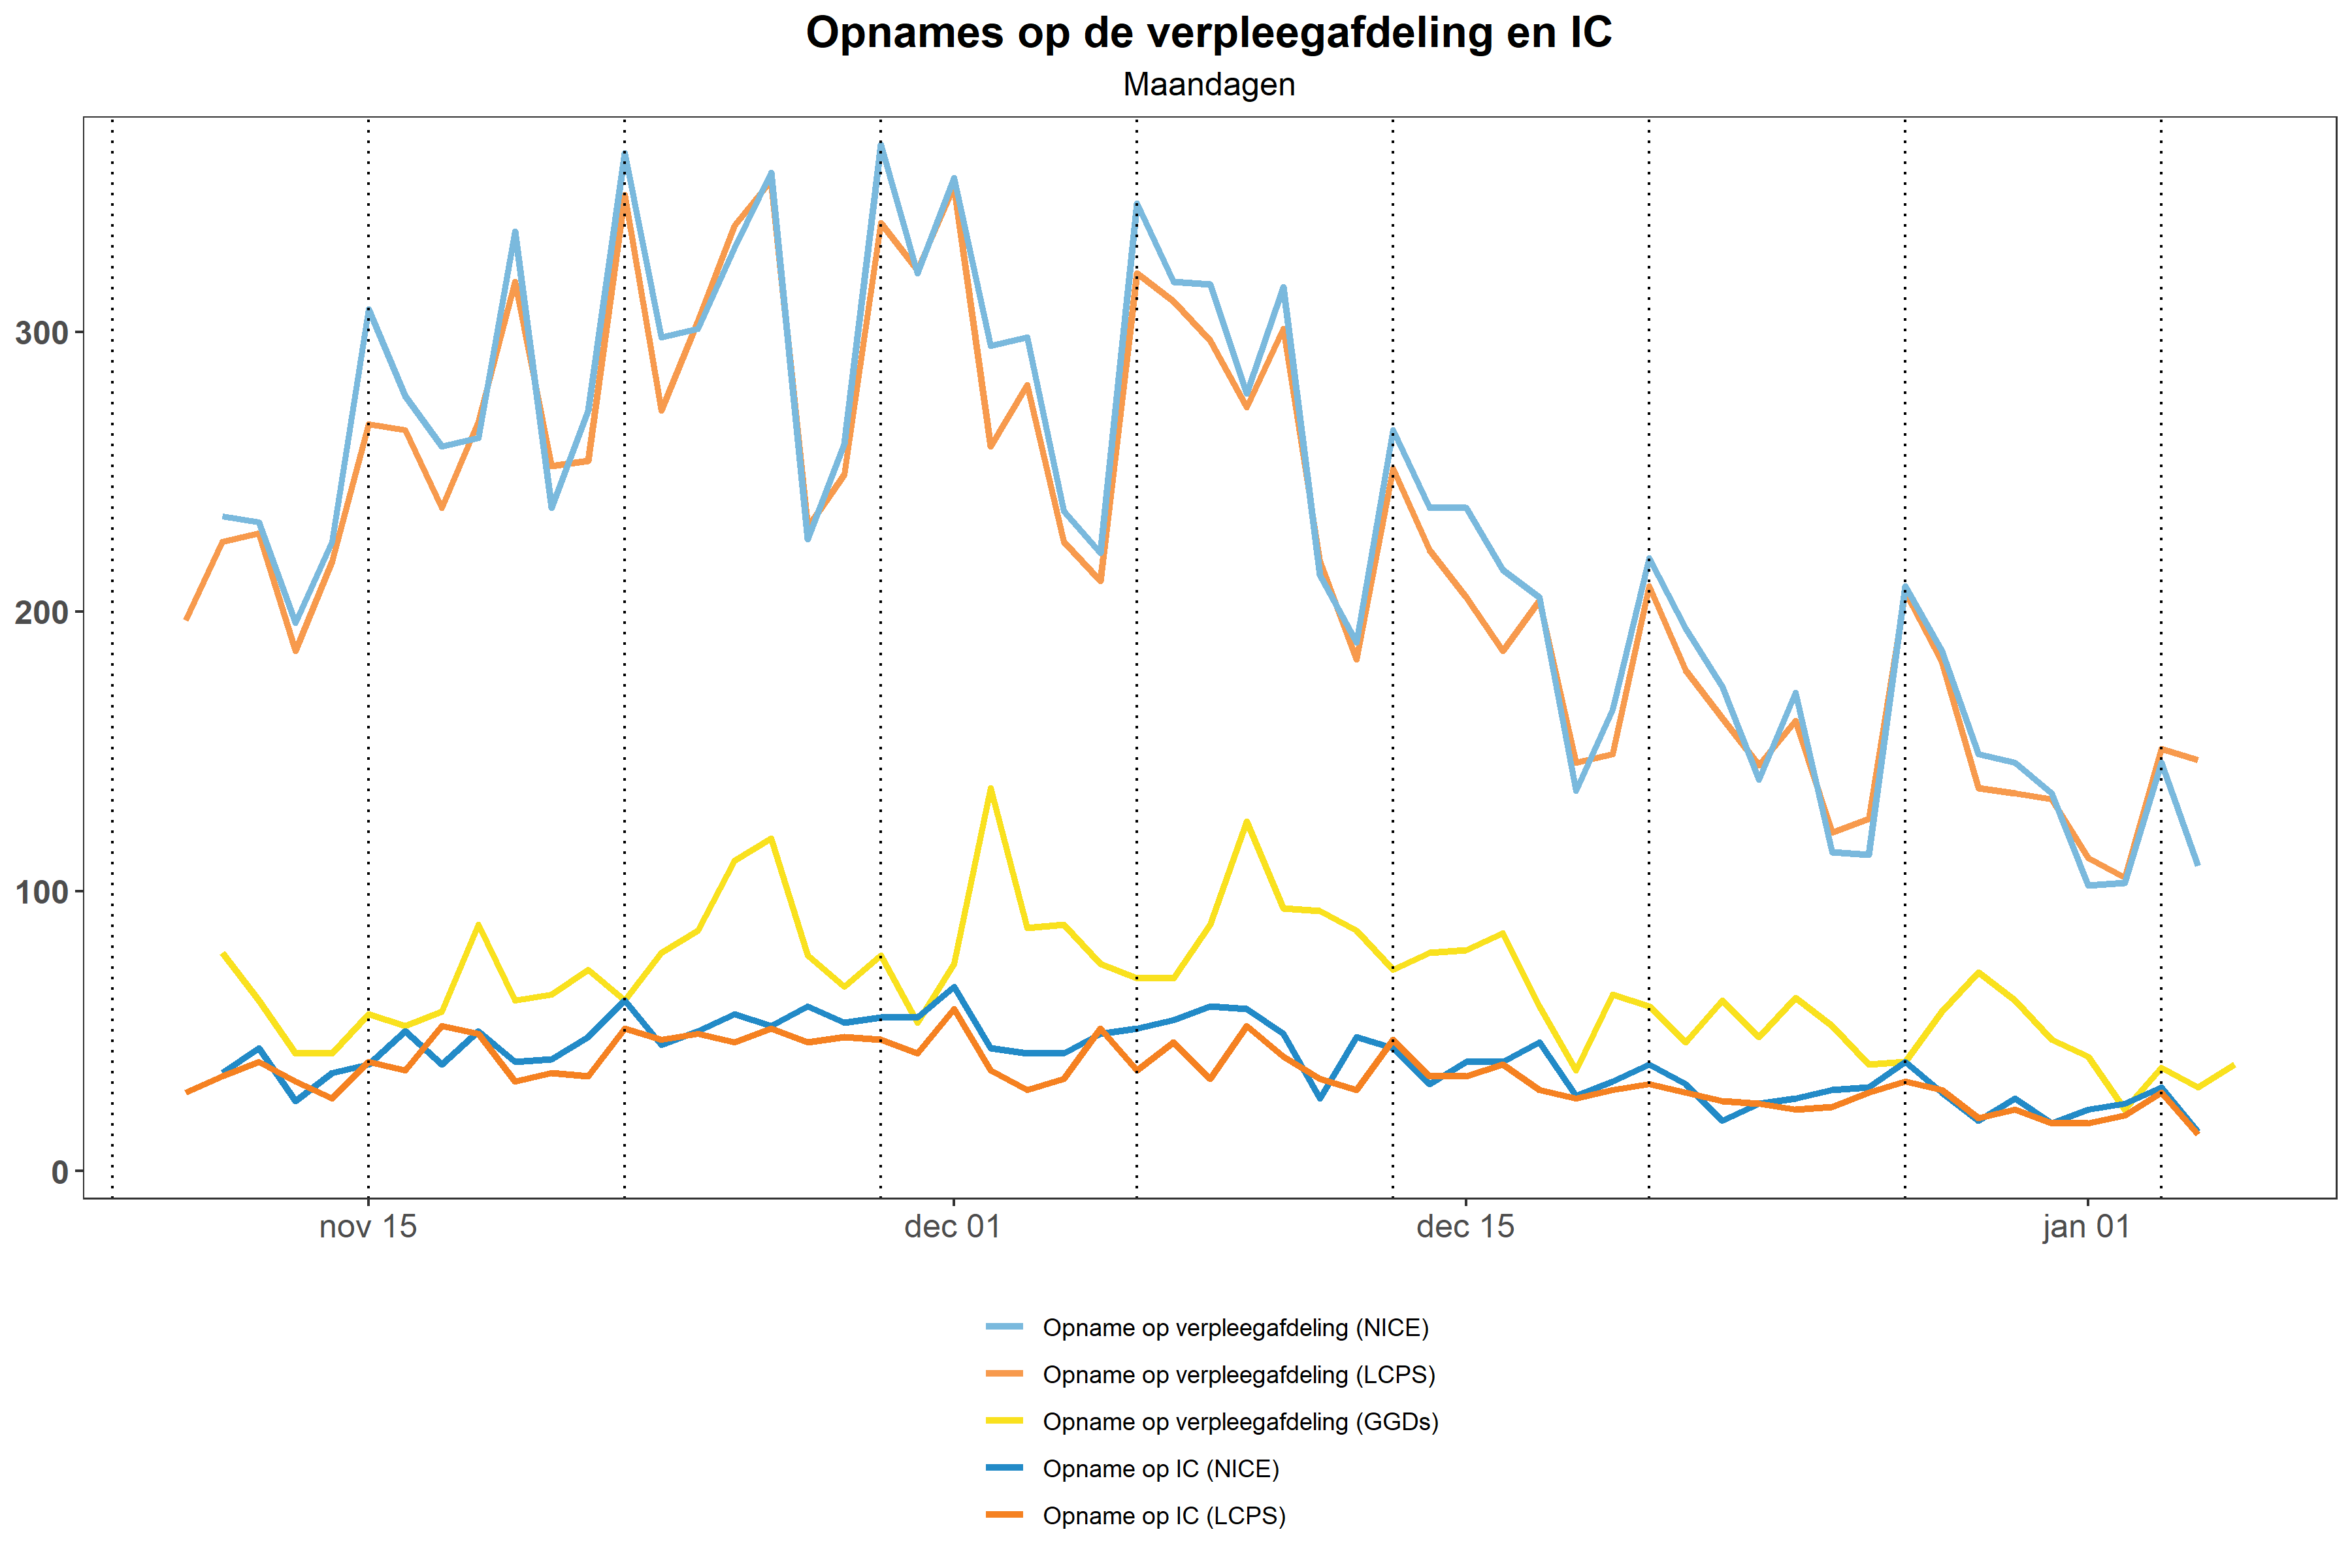 Opnames op de verpleegafdeling en IC
Maandagen
300
200
100
0
nov 15 dec 01 dec 15 jan 01
Opname op verpleegafdeling (NICE)
Opname op verpleegafdeling (LCPS)
Opname op verpleegafdeling (GGDs)
Opname op IC (NICE)
Opname op IC (LCPS)